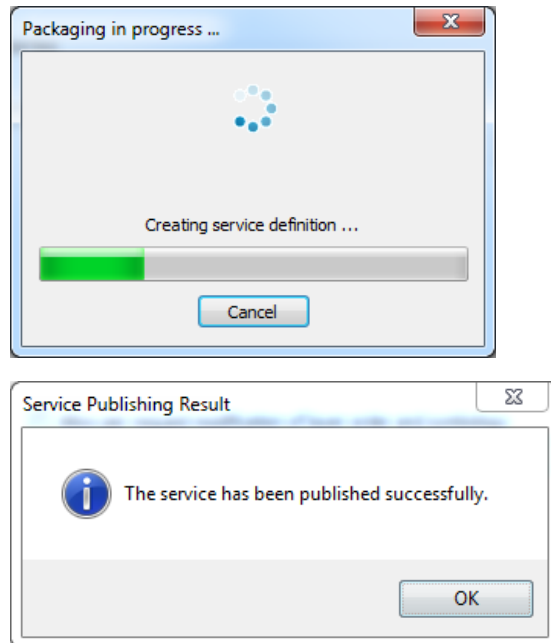 Packaging in progress ...
Creating service definition ...
Cancel
Service Publishing Result
The service has been published successfully.
OK